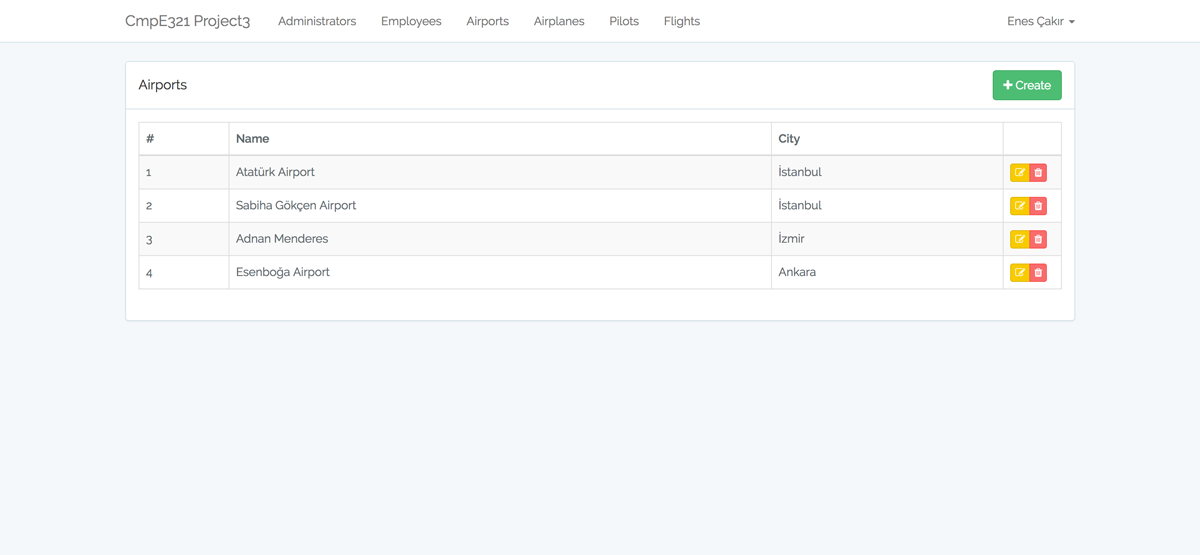 CmpE321 Project3 Administrators Employees Airports Airplanes Pilots Flights Enes Çakır
Airports Create
# Name City
1 Atatürk Airport İstanbul
2 Sabiha Gökçen Airport İstanbul
3 Adnan Menderes İzmir
4 Esenboğa Airport Ankara